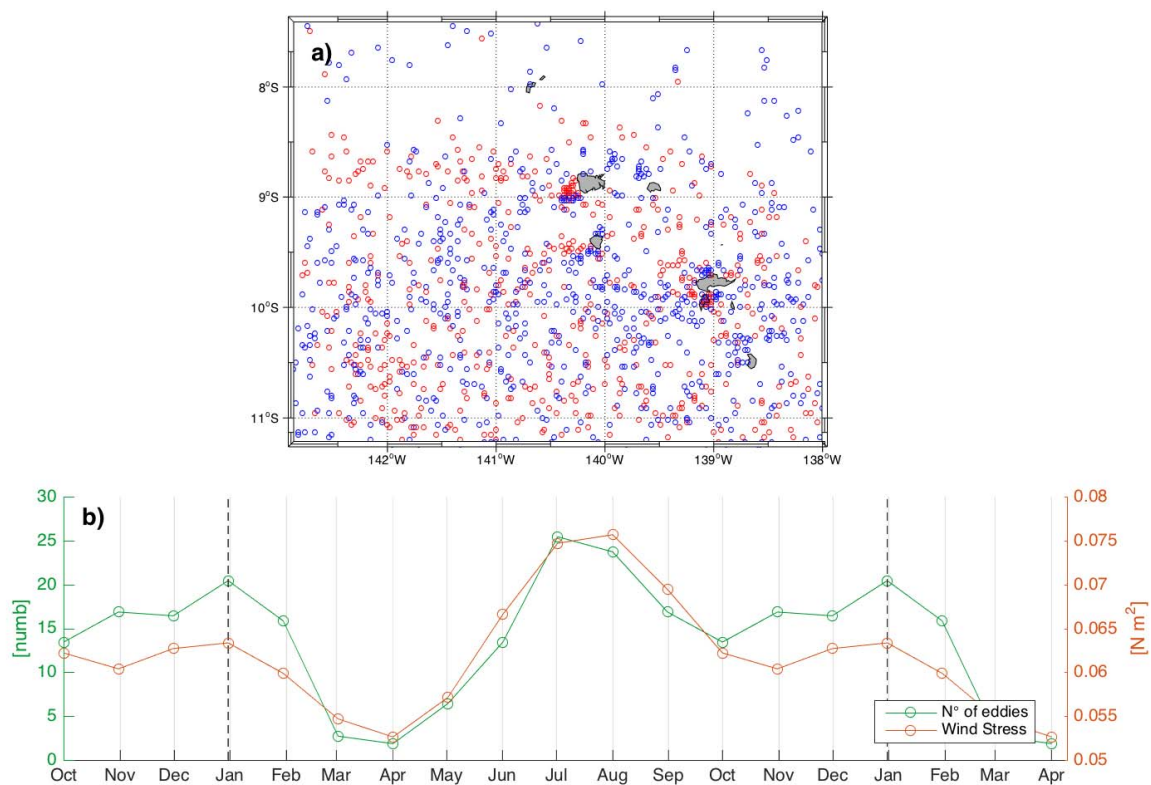 a)
8°S
9°S
10°S
11°S
142°W 141°W 140°W 139°W 138°W
b)
30 0.08
25 0.075
20 0.07
15 0.065
10 0.06
5 0.055
0 0.05
[numb]
[N m²]
N° of eddies
Wind Stress
Oct Nov Dec Jan Feb Mar Apr May Jun Jul Aug Sep Oct Nov Dec Jan Feb Mar Apr